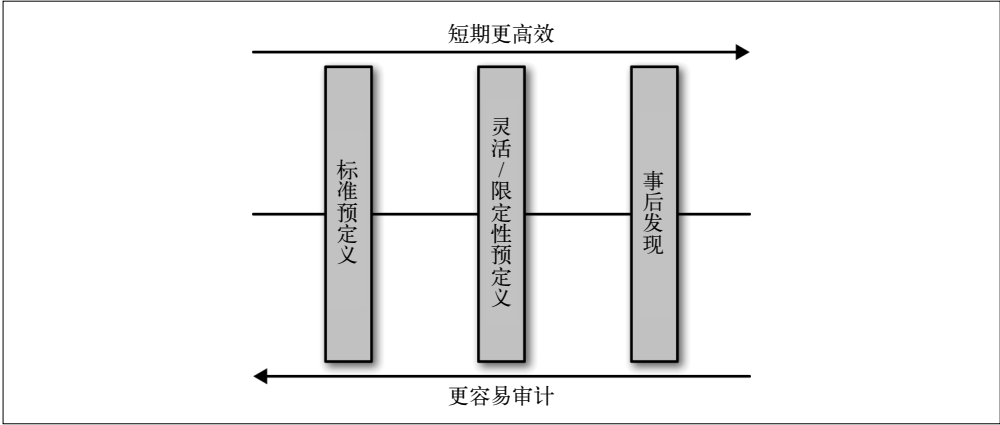 短期更高效
标准预定义
灵活/限定性预定义
事后发现
更容易审计